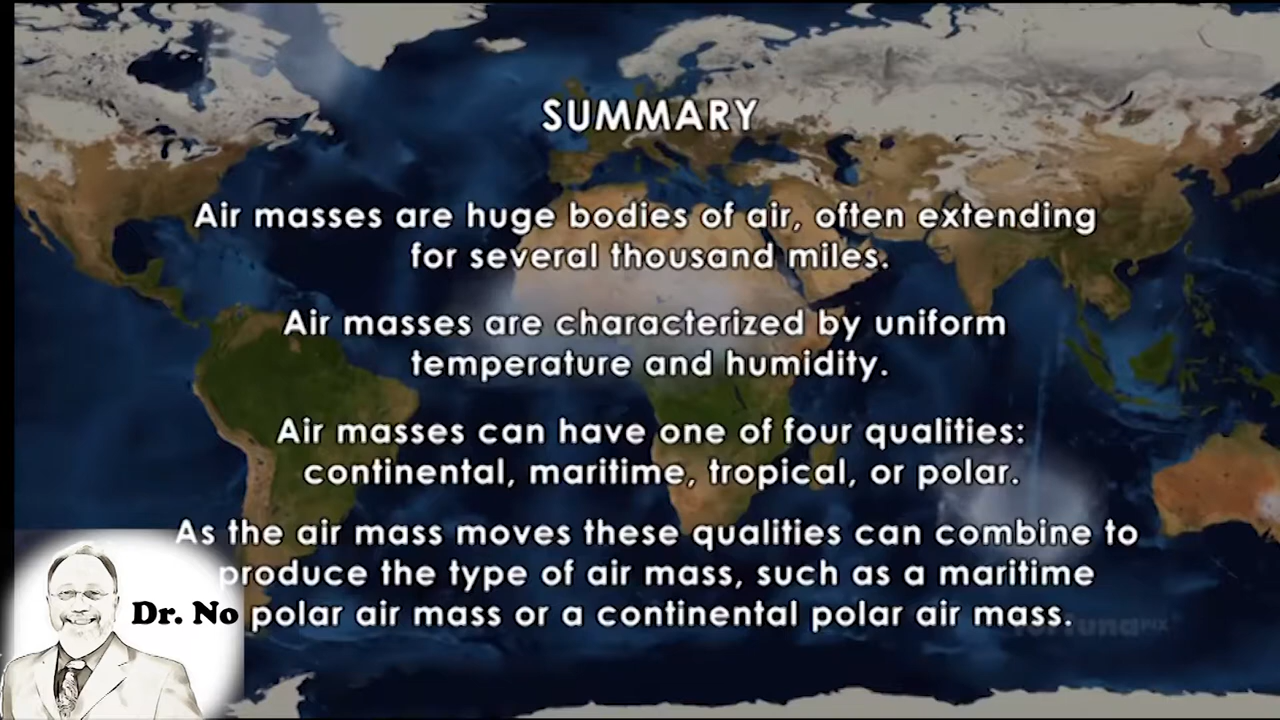 SUMMARY
Air masses are huge bodies of air, often extending
for several thousand miles.
Air masses are characterized by uniform
temperature and humidity.
Air masses can have one of four qualities:
continental, maritime, tropical, or polar.
As the air mass moves these qualities can combine to
produce the type of air mass, such as a maritime
polar air mass or a continental polar air mass.
Dr. No